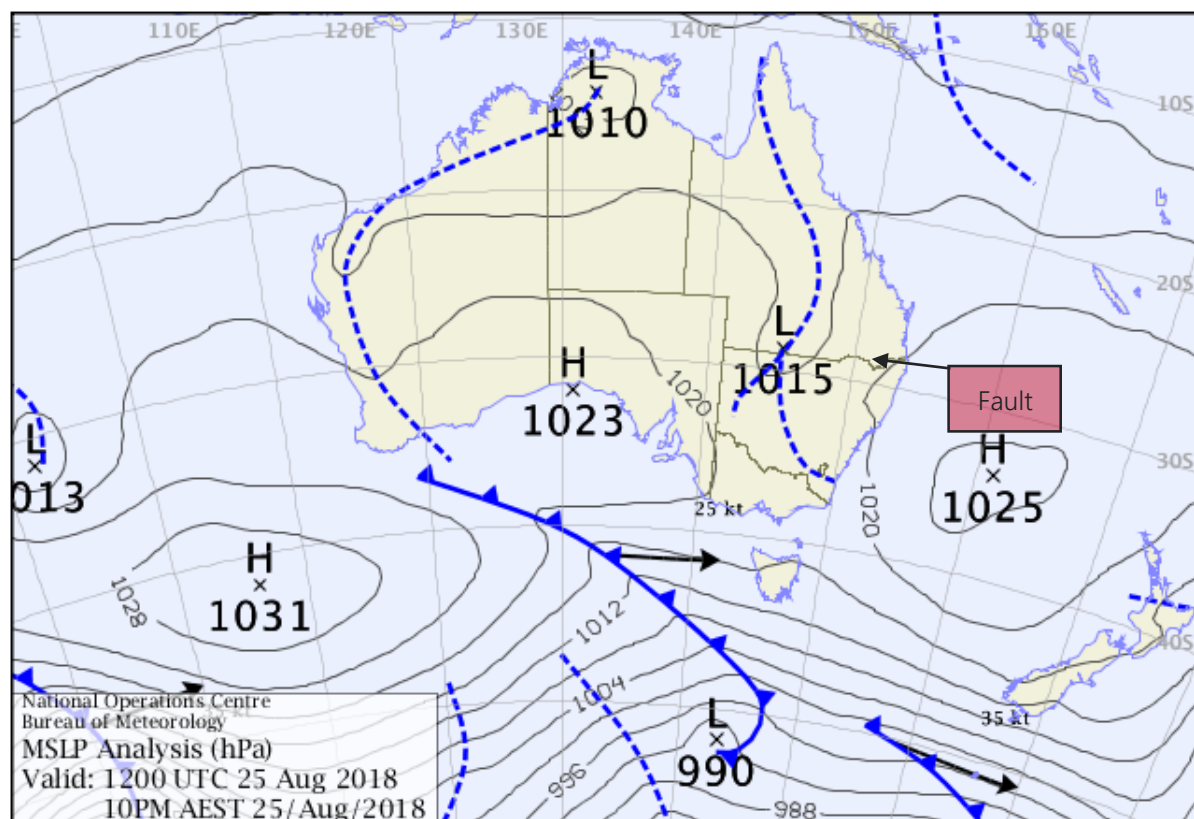 E
110E
120E
130E
140E
150E
160E
10S
L
1010
20S
L
1015
Fault
H
1023
1020
30S
L
013
H
1025
25 kt
1020
H
1031
1028
1012
40S
1004
35 kt
L
990
996
988
National Operations Centre
Bureau of Meteorology
MSLP Analysis (hPa)
Valid: 1200 UTC 25 Aug 2018
10PM AEST 25/Aug/2018